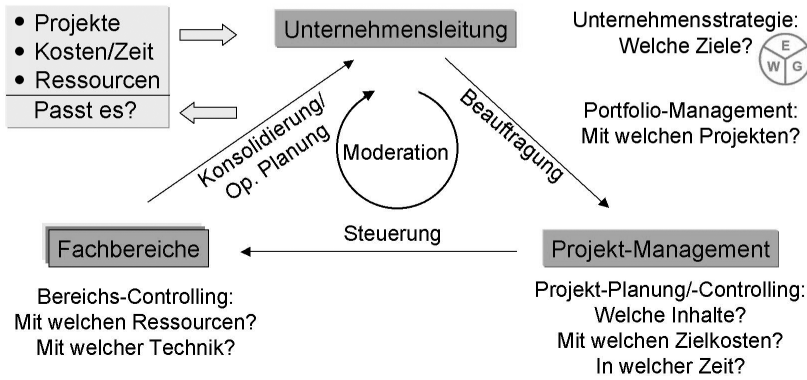 • Projekte
• Kosten/Zeit
• Ressourcen
Passt es?
Unternehmensleitung
Unternehmensstrategie:
Welche Ziele?
E
W G
Portfolio-Management:
Mit welchen Projekten?
Konsolidierung/
Op. Planung
Moderation
Beauftragung
Steuerung
Fachbereiche
Bereichs-Controlling:
Mit welchen Ressourcen?
Mit welcher Technik?
Projekt-Management
Projekt-Planung/-Controlling:
Welche Inhalte?
Mit welchen Zielkosten?
In welcher Zeit?